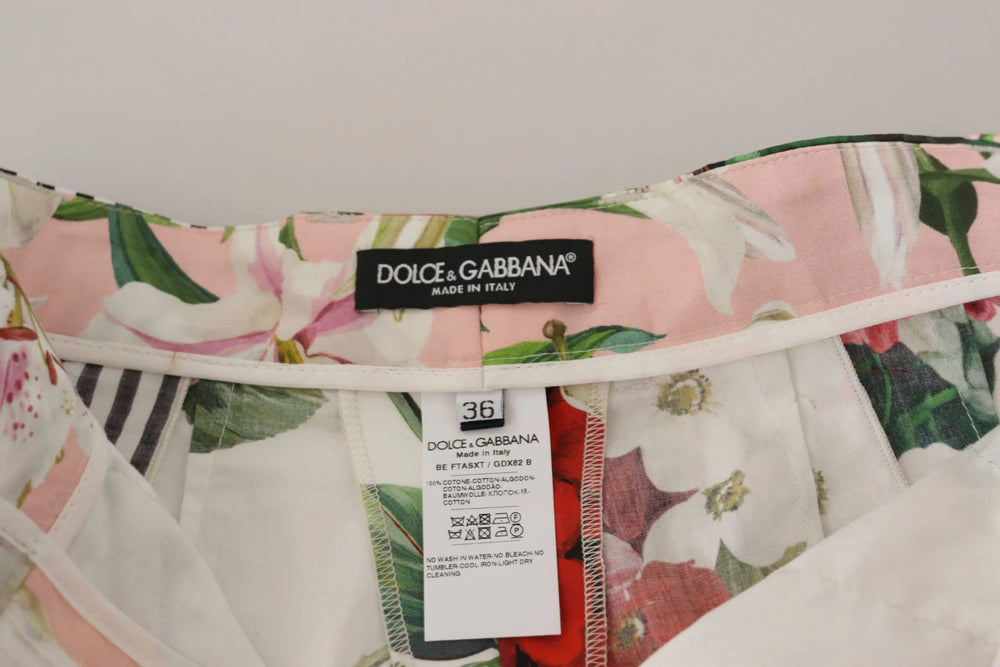 DOLCE & GABBANA®
MADE IN ITALY
36
DOLCE & GABBANA
Made in Italy
BE FTASXT / GDX82 B
100% COTONE-COTTON-ALGODON-
COTON-ALGODÃO-
BAUMWOLLE-ХЛОПОК-棉-
COTTON
NO WASH IN WATER-NO BLEACH-NO
TUMBLER-COOL IRON-LIGHT DRY
CLEANING